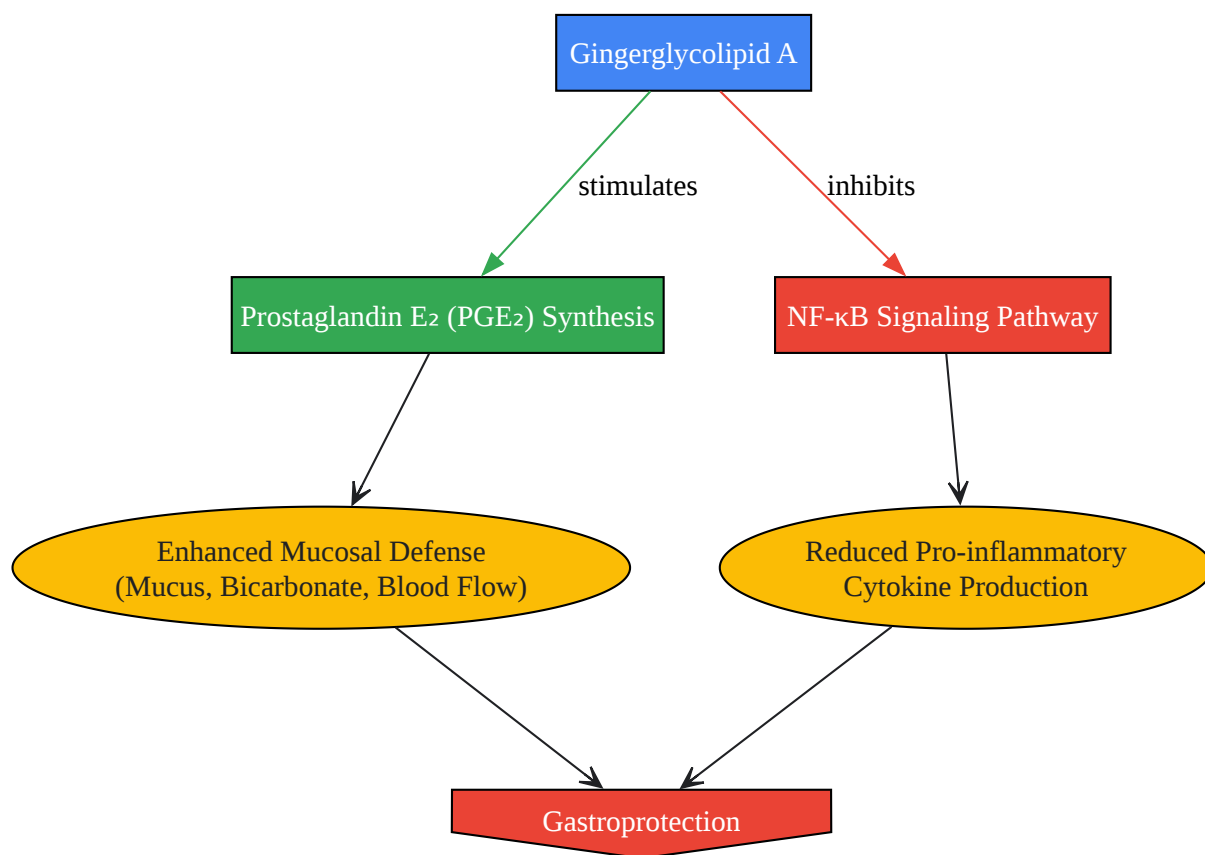 Gingerglycolipid A
stimulates
inhibits
Prostaglandin E₂ (PGE₂) Synthesis
NF-κB Signaling Pathway
Enhanced Mucosal Defense
(Mucus, Bicarbonate, Blood Flow)
Reduced Pro-inflammatory
Cytokine Production
Gastroprotection